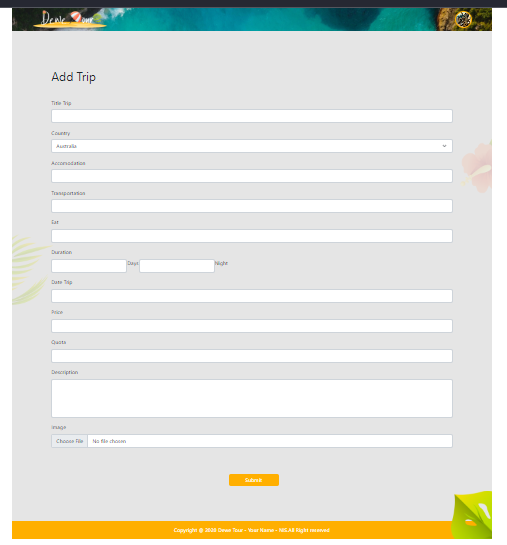 Dewe Tour
Add Trip
Title Trip
Country
Australia
Accomodation
Transportation
Eat
Duration
Days
Night
Date Trip
Price
Quota
Description
Image
Choose File No file chosen
Submit
Copyright @ 2020 Dewe Tour - Your Name - NIS.All Right reserved